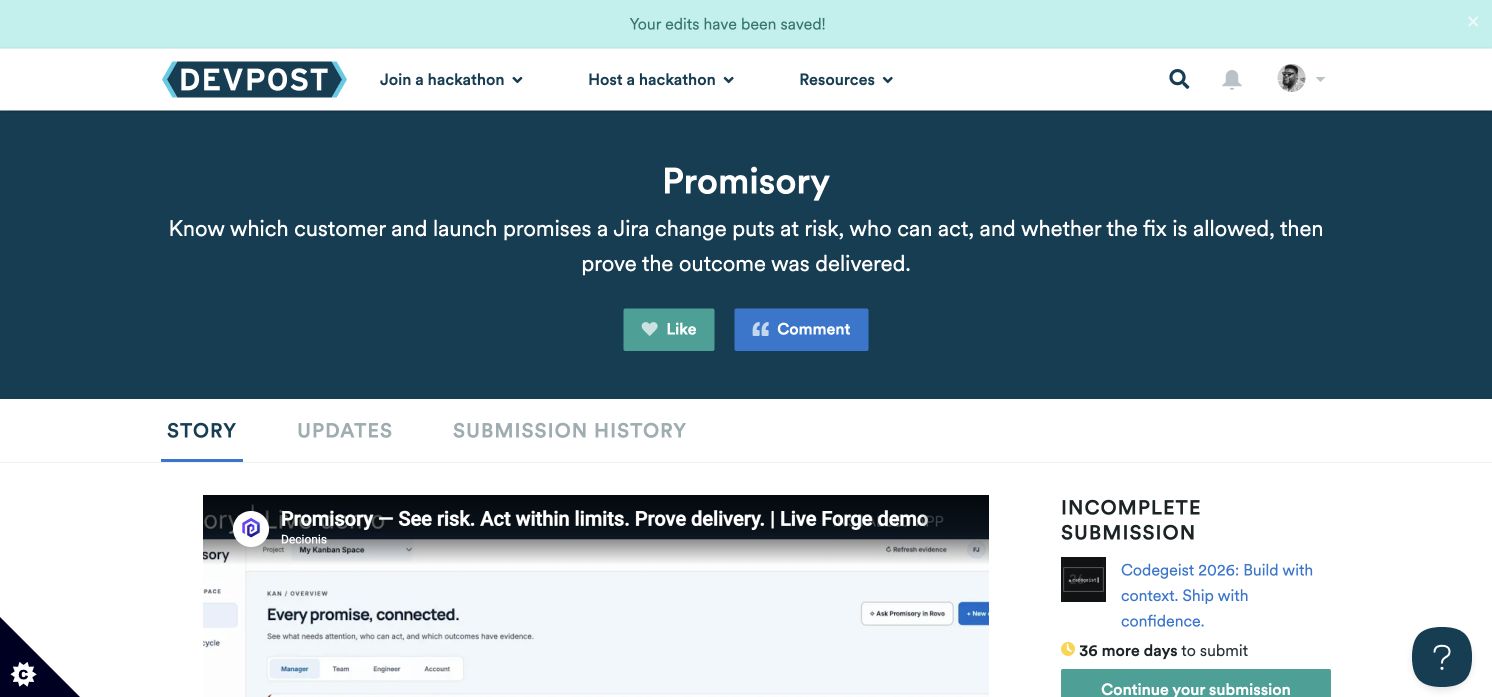 Your edits have been saved!
DEVPOST
Join a hackathon
Host a hackathon
Resources
Promisory
Know which customer and launch promises a Jira change puts at risk, who can act, and whether the fix is allowed, then
prove the outcome was delivered.
Like
Comment
STORY
UPDATES
SUBMISSION HISTORY
Promisory — See risk. Act within limits. Prove delivery. | Live Forge demo
Decionis
Project
My Kanban Space
Refresh evidence
FJ
KAN / OVERVIEW
Every promise, connected.
See what needs attention, who can act, and which outcomes have evidence.
Ask Promisory in Rovo
+ New
Manager
Team
Engineer
Account
INCOMPLETE
SUBMISSION
Codegeist 2026: Build with
context. Ship with
confidence.
36 more days to submit
Continue your submission
?